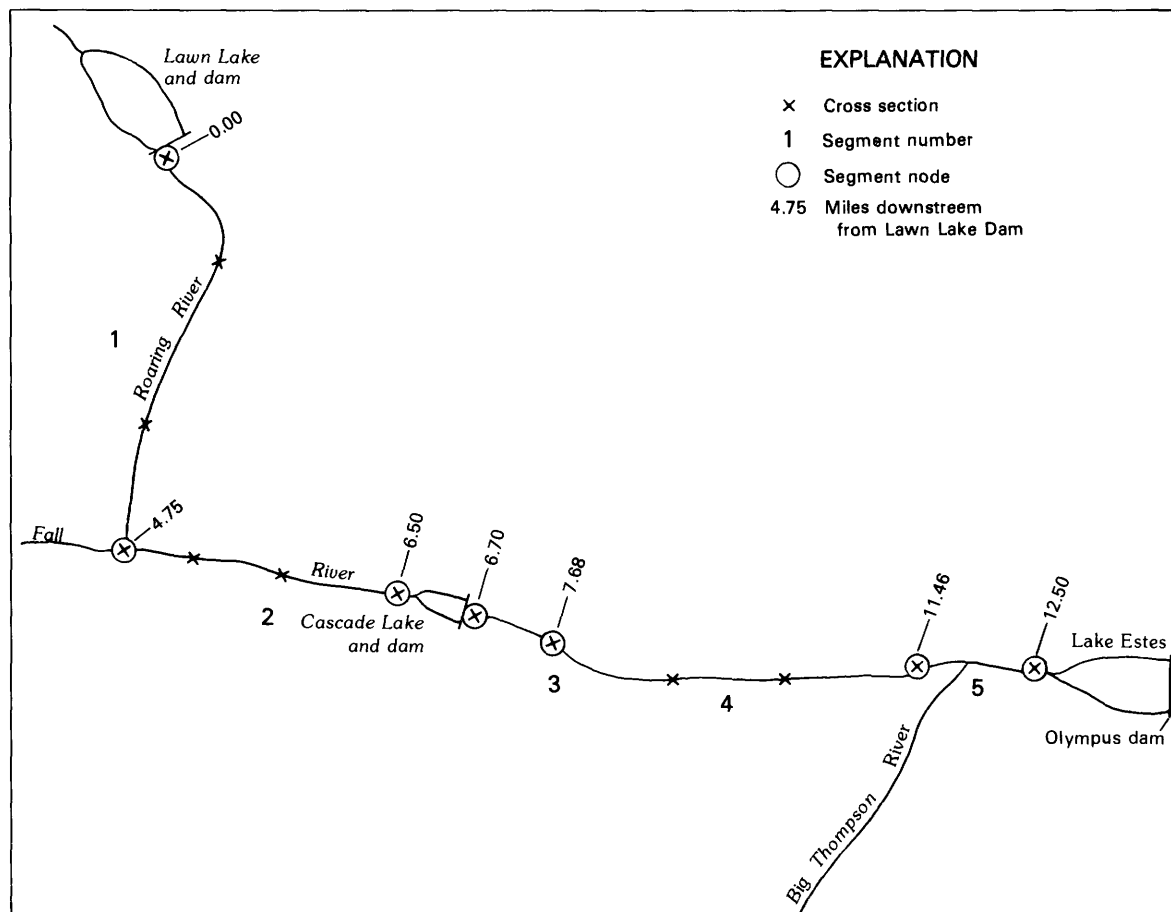 Lawn Lake
and dam
0.00
EXPLANATION
× Cross section
1 Segment number
Segment node
4.75 Miles downstreem
from Lawn Lake Dam
1
Roaring River
Fall
4.75
River
2
6.50
Cascade Lake
and dam
6.70
7.68
3
4
11.46
5
12.50
Lake Estes
Olympus dam
Big Thompson River